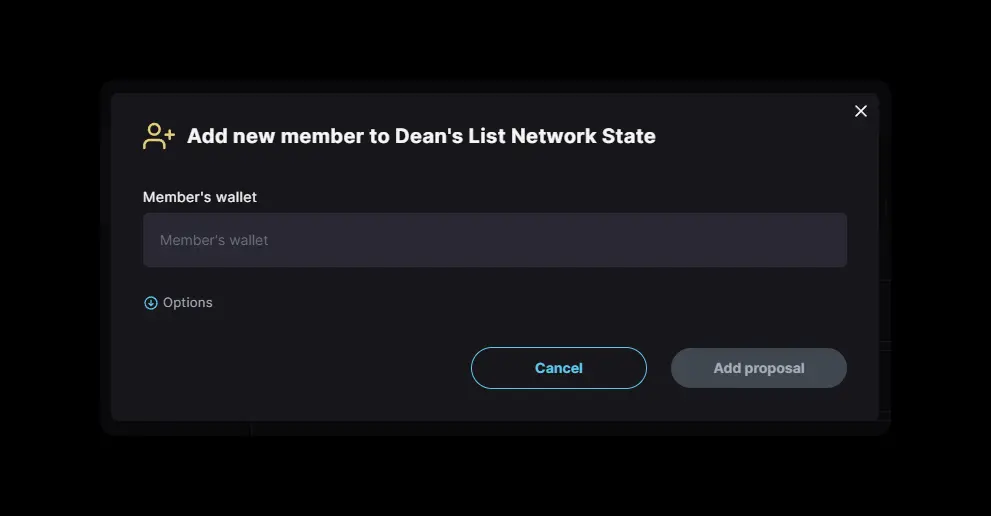 Add new member to Dean's List Network State
Member's wallet
Member's wallet
Options
Cancel
Add proposal